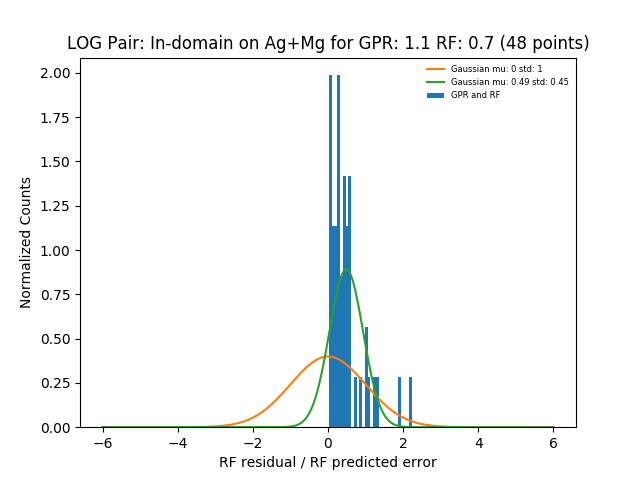 LOG Pair: In-domain on Ag+Mg for GPR: 1.1 RF: 0.7 (48 points)
Gaussian mu: 0 std: 1
Gaussian mu: 0.49 std: 0.45
GPR and RF
Normalized Counts
2.00
1.75
1.50
1.25
1.00
0.75
0.50
0.25
0.00
−6 −4 −2 0 2 4 6
RF residual / RF predicted error